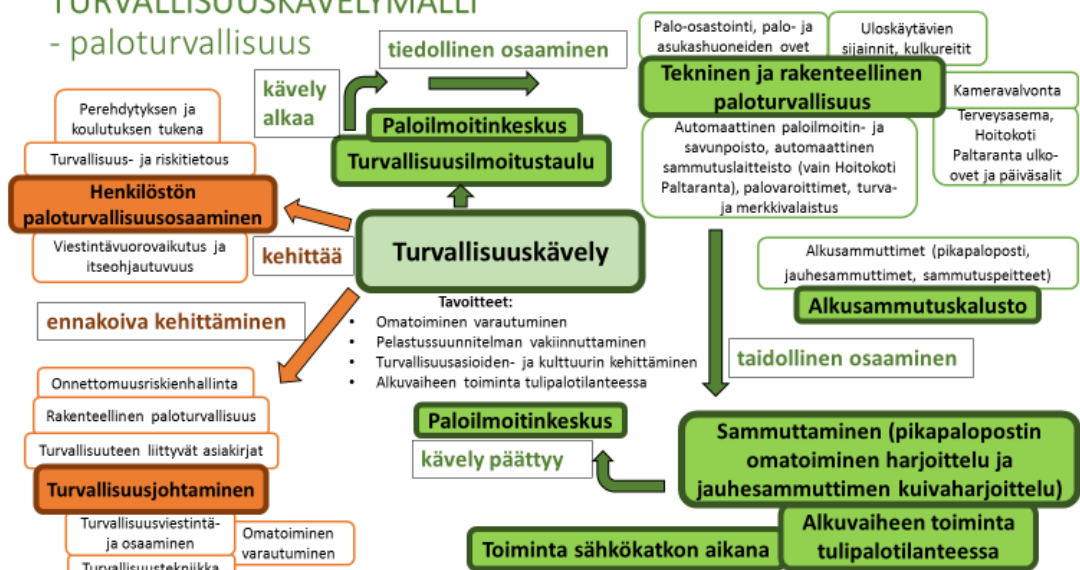 TURVALLISUUSKÄVELYMALLI
- paloturvallisuus
kävely
alkaa
tiedollinen osaaminen
Paloilmoitinkeskus
Turvallisuusilmoitustaulu
Palo-osastointi, palo- ja
asukashuoneiden ovet
Uloskäytävien
sijainnit, kulkureitit
Tekninen ja rakenteellinen
paloturvallisuus
Kameravalvonta
Terveysasema,
Hoitokoti
Paltaranta ulko-
ovet ja päiväsalit
Automaattinen paloilmoitin- ja
savunpoisto, automaattinen
sammutuslaitteisto (vain Hoitokoti
Paltaranta), palovaroittimet, turva-
ja merkkivalaistus
Perehdytyksen ja
koulutuksen tukena
Turvallisuus- ja riskitietous
Henkilöstön
paloturvallisuusosaaminen
Viestintävuorovaikutus ja
itseohjautuvuus
kehittää
Turvallisuuskävely
Tavoitteet:
• Omatoiminen varautuminen
• Pelastussuunnitelman vakiinnuttaminen
• Turvallisuusasioiden- ja kulttuurin kehittäminen
• Alkuvaiheen toiminta tulipalotilanteessa
Alkusammuttimet (pikapaloposti,
jauhesammuttimet, sammutuspeitteet)
Alkusammutuskalusto
taidollinen osaaminen
ennakoiva kehittäminen
Onnettomuusriskienhallinta
Rakenteellinen paloturvallisuus
Turvallisuuteen liittyvät asiakirjat
Turvallisuusjohtaminen
Turvallisuusviestintä-
ja osaaminen
Omatoiminen
varautuminen
Turvallisuustekniikka
Paloilmoitinkeskus
kävely päättyy
Sammuttaminen (pikapalopostin
omatoiminen harjoittelu ja
jauhesammuttimen kuivaharjoittelu)
Alkuvaiheen toiminta
tulipalotilanteessa
Toiminta sähkökatkon aikana